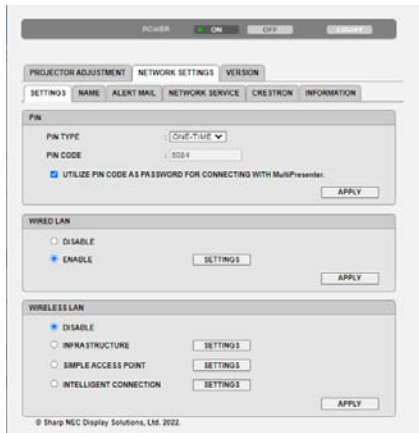 POWER ON OFF LOGOFF
PROJECTOR ADJUSTMENT NETWORK SETTINGS VERSION
SETTINGS NAME ALERT MAIL NETWORK SERVICE CRESTRON INFORMATION
PIN
PIN TYPE : ONE-TIME
PIN CODE : 5084
UTILIZE PIN CODE AS PASSWORD FOR CONNECTING WITH MultiPresenter.
APPLY
WIRED LAN
DISABLE
ENABLE SETTINGS
APPLY
WIRELESS LAN
DISABLE
INFRASTRUCTURE SETTINGS
SIMPLE ACCESS POINT SETTINGS
INTELLIGENT CONNECTION SETTINGS
APPLY
© Sharp NEC Display Solutions, Ltd. 2022.